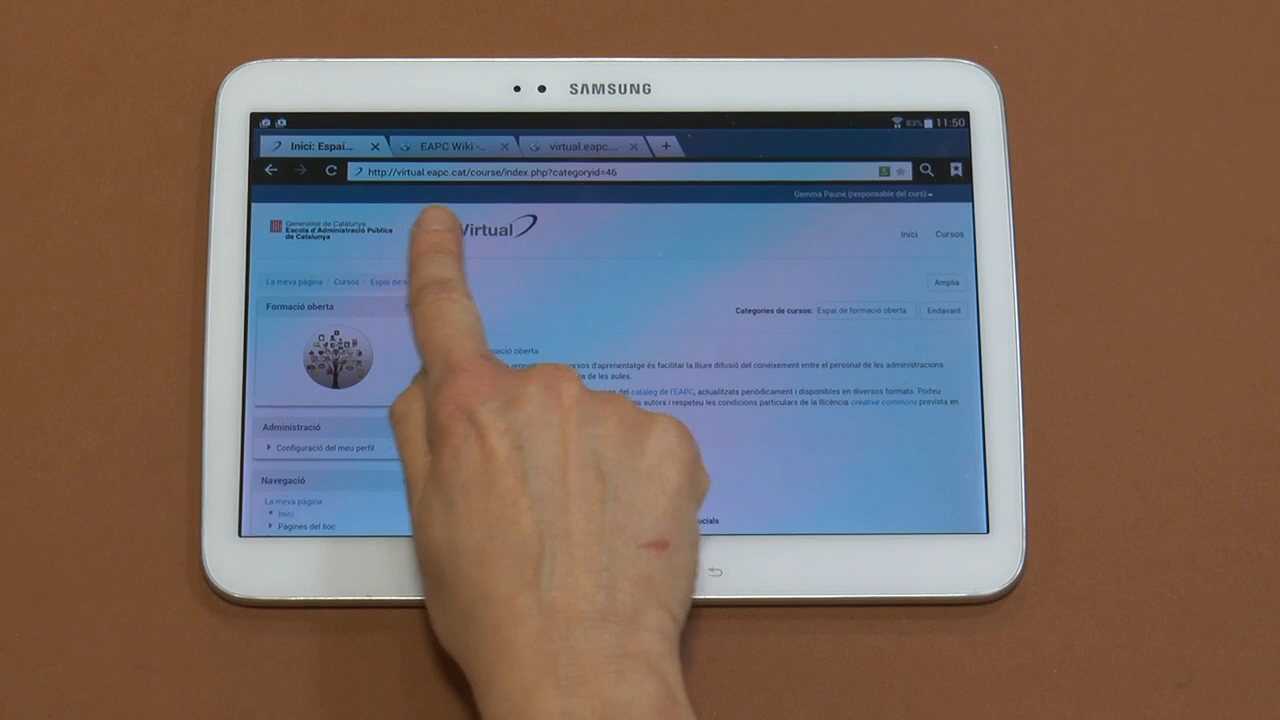 SAMSUNG
83% 11:50
Inici: Espai... EAPC Wiki -... virtual.eapc....
http://virtual.eapc.cat/course/index.php?categoryid=46
Gemma Pauné (responsable del curs)
Generalitat de Catalunya
Escola d'Administració Pública
de Catalunya
Virtual
Inici Cursos
La meva pàgina / Cursos / Espai de
Amplia
Formació oberta
Categories de cursos: Espai de formació oberta Endavant
mació oberta
ursos d'aprenentatge és facilitar la lliure difusió del coneixement entre el personal de les administracions
de les aules.
del catàleg de l'EAPC, actualitzats periòdicament i disponibles en diversos formats. Podeu
autors i respeteu les condicions particulars de la llicència creative commons prevista en
Administració
Configuració del meu perfil
Navegació
La meva pàgina
Inici
Pàgines del lloc
ocials